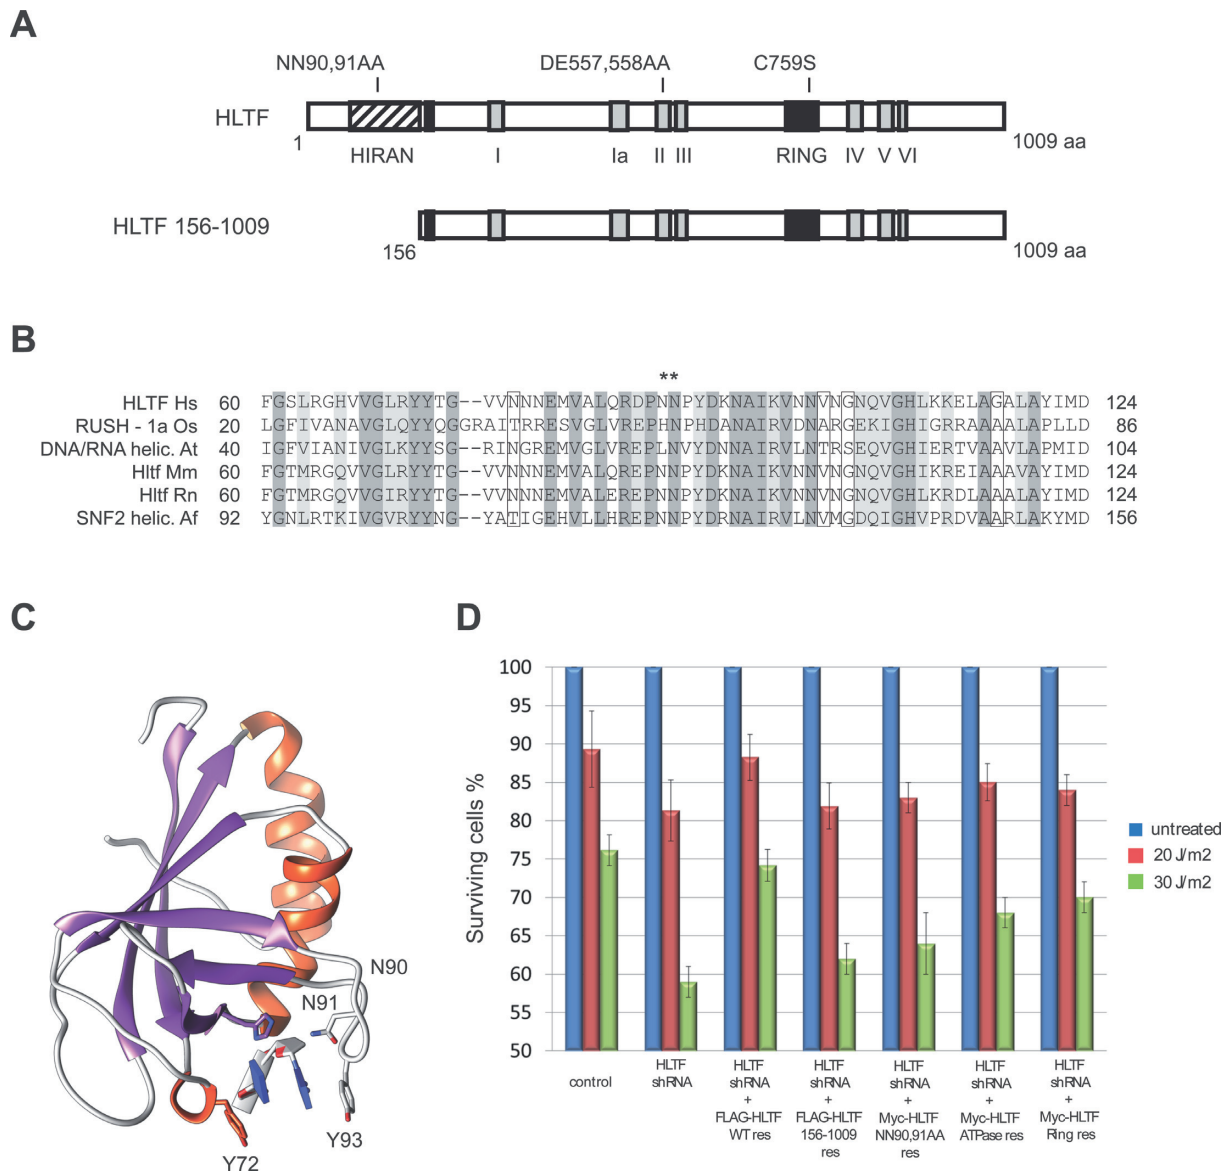 A
NN90,91AA DE557,558AA C759S
HLTF
1 HIRAN I Ia II III RING IV V VI 1009 aa
HLTF 156-1009
156 1009 aa
B
**
HLTF Hs 60 FGSLRGHVVGLRYYTG--VVNNNEMVALQRDPNNPYDKNAIKVNNVNGNQVGHLKKELAGALAYIMD 124
RUSH - 1a Os 20 LGFIVANAVGLQYYQGGRAITRRESVGLVREPHNPHDANAIRVDNARGEKIGHIGRRAAAALAPLLD 86
DNA/RNA helic. At 40 IGFVIANIVGLKYYSG--RINGREMVGLVREPLNVYDNNAIRVLNTRSEQVGHIERTVAAVLAPMID 104
Hltf Mm 60 FGTMRGQVVGLRYYTG--VVNNNEMVALQREPNNPYDKNAIKVNNVNGNQVGHIKREIAAAVAYIMD 124
Hltf Rn 60 FGTMRGQVVGIRYYTG--VVNNNEMVALEREPNNPYDKNAIKVNNVNGNQVGHLKRDLAAALAYIMD 124
SNF2 helic. Af 92 YGNLRTKIVGVRYYNG--YATIGEHVLLHREPNNPYDRNAIRVLNVMGDQIGHVPRDVAARLAKYMD 156
C
N90
N91
Y93
Y72
D
Surviving cells %
100
95
90
85
80
75
70
65
60
55
50
untreated
20 J/m2
30 J/m2
control
HLTF shRNA
HLTF shRNA + FLAG-HLTF WT res
HLTF shRNA + FLAG-HLTF 156-1009 res
HLTF shRNA + Myc-HLTF NN90,91AA res
HLTF shRNA + Myc-HLTF ATPase res
HLTF shRNA + Myc-HLTF Ring res